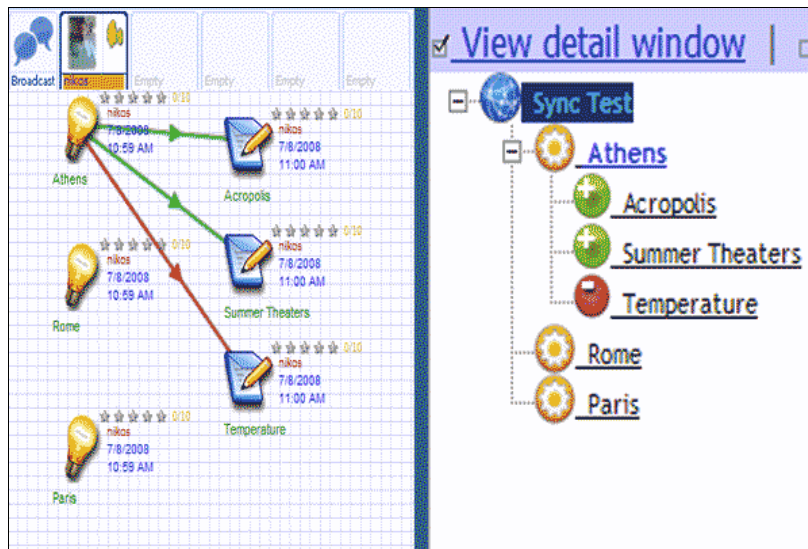 Broadcast
nikos
Empty
Empty
Empty
Empty
0/10
nikos
7/8/2008
10:59 AM
Athens
0/10
nikos
7/8/2008
11:00 AM
Acropolis
0/10
nikos
7/8/2008
10:59 AM
Rome
0/10
nikos
7/8/2008
11:00 AM
Summer Theaters
0/10
nikos
7/8/2008
11:00 AM
Temperature
0/10
nikos
7/8/2008
10:59 AM
Paris
View detail window |
Sync Test
Athens
Acropolis
Summer Theaters
Temperature
Rome
Paris